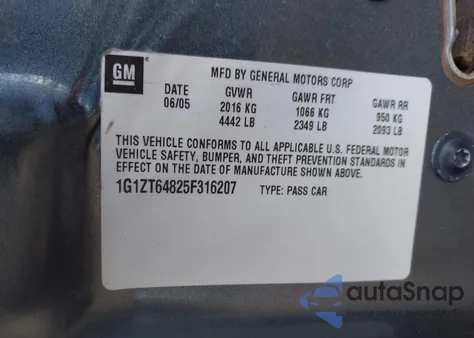 GM
MFD BY GENERAL MOTORS CORP
DATE GVWR GAWR FRT GAWR RR
06/05 2016 KG 1066 KG 950 KG
4442 LB 2349 LB 2093 LB
THIS VEHICLE CONFORMS TO ALL APPLICABLE U.S. FEDERAL MOTOR
VEHICLE SAFETY, BUMPER, AND THEFT PREVENTION STANDARDS IN
EFFECT ON THE DATE OF MANUFACTURE SHOWN ABOVE.
1G1ZT64825F316207 TYPE: PASS CAR
autoSnap